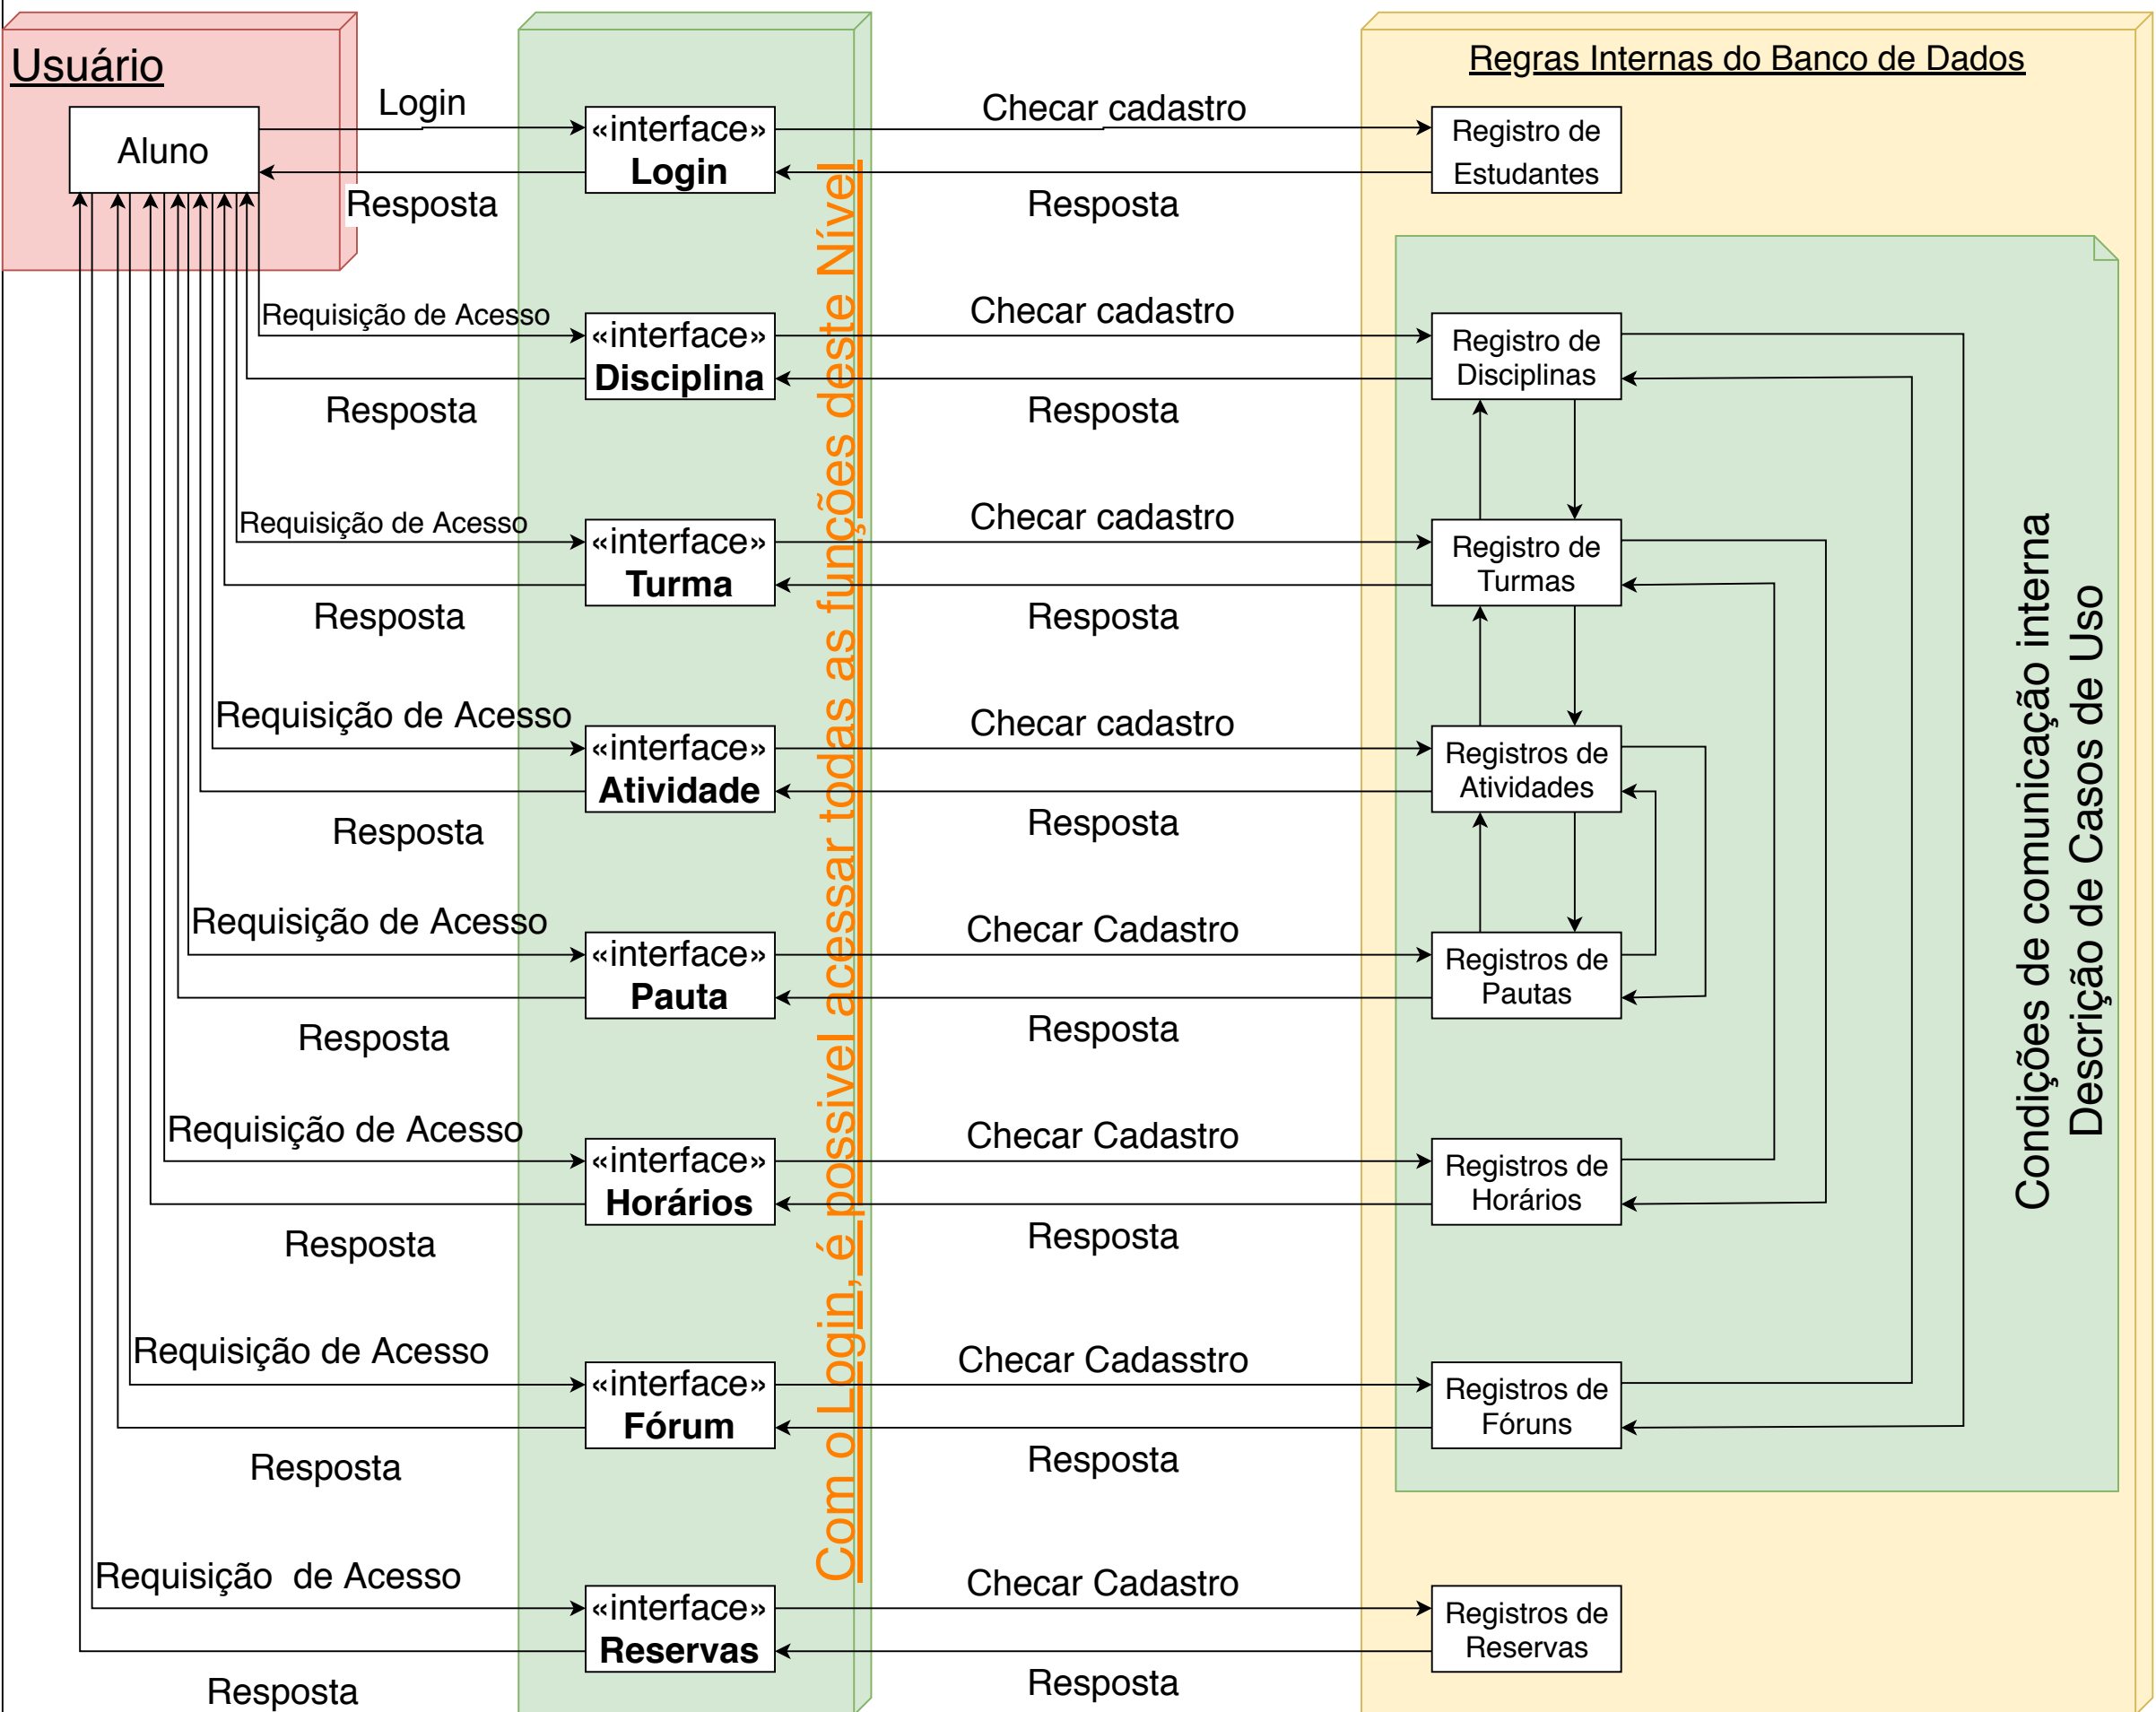 Usuário
Regras Internas do Banco de Dados
Aluno
Login
«interface»
Login
Checar cadastro
Registro de
Estudantes
Resposta
Resposta
Requisição de Acesso
«interface»
Disciplina
Checar cadastro
Registro de
Disciplinas
Resposta
Resposta
Requisição de Acesso
«interface»
Turma
Checar cadastro
Registro de
Turmas
Resposta
Resposta
Requisição de Acesso
«interface»
Atividade
Checar cadastro
Registros de
Atividades
Resposta
Resposta
Requisição de Acesso
«interface»
Pauta
Checar Cadastro
Registros de
Pautas
Resposta
Resposta
Requisição de Acesso
«interface»
Horários
Checar Cadastro
Registros de
Horários
Resposta
Resposta
Requisição de Acesso
«interface»
Fórum
Checar Cadasstro
Registros de
Fóruns
Resposta
Resposta
Requisição  de Acesso
«interface»
Reservas
Checar Cadastro
Registros de
Reservas
Resposta
Resposta
Com o Login, é possivel acessar todas as funções deste Nível
Condições de comunicação interna
Descrição de Casos de Uso